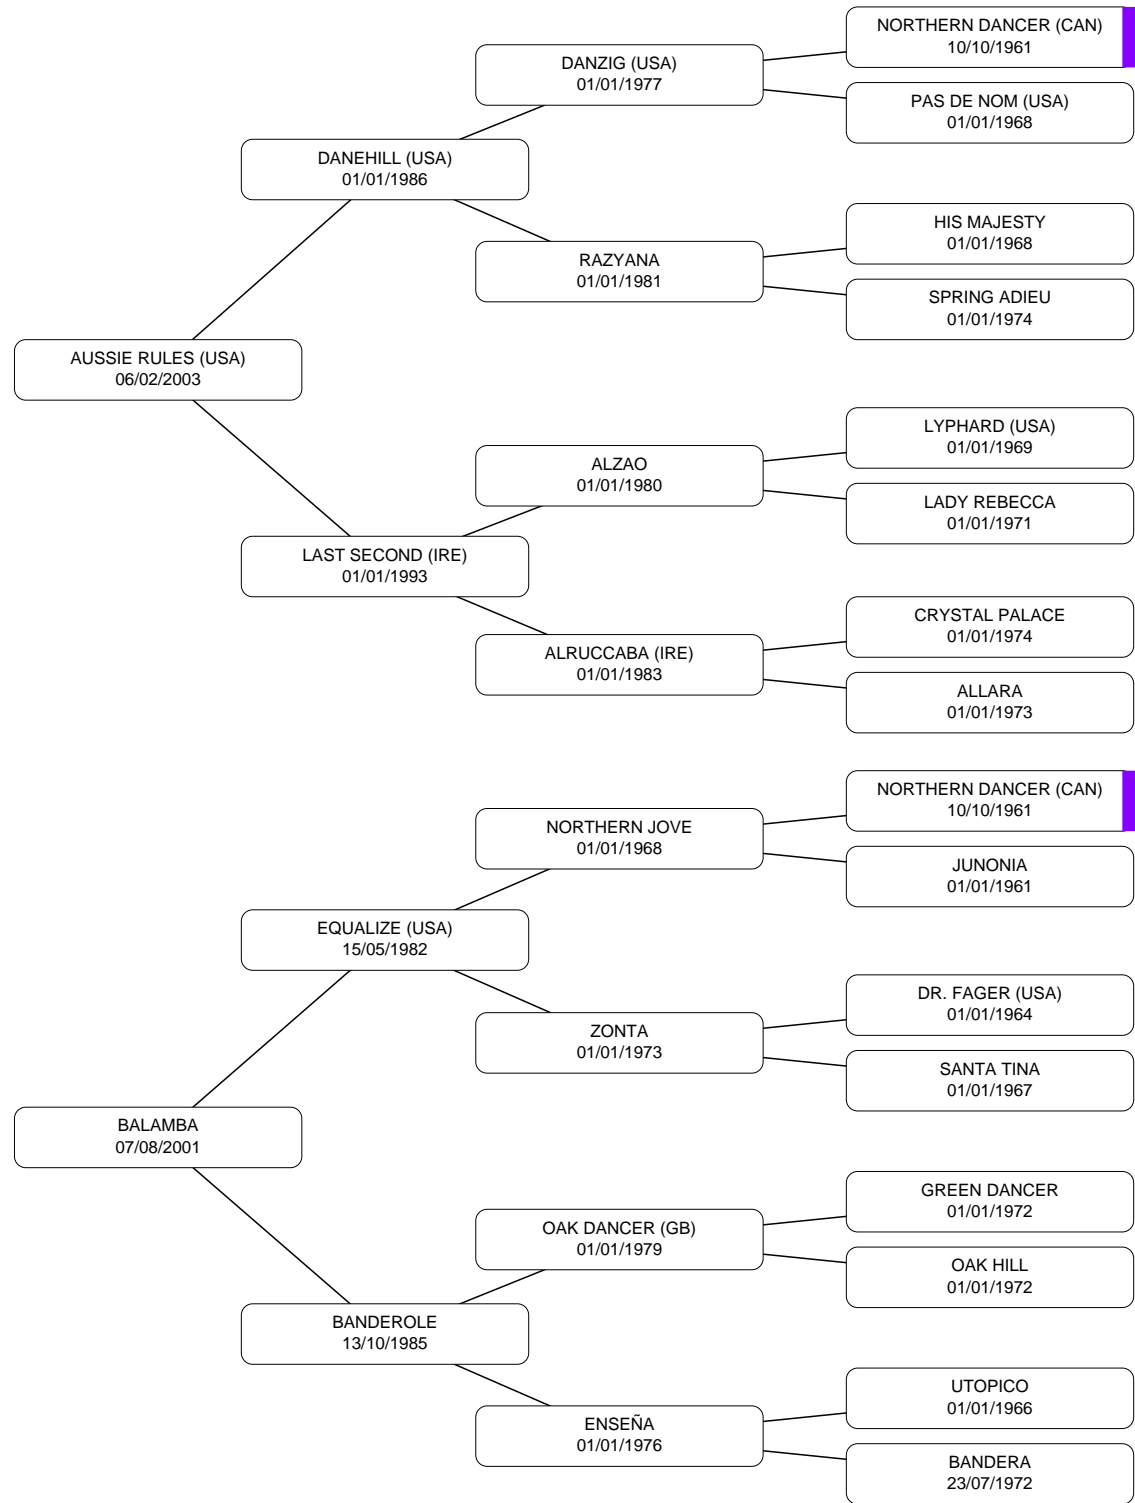 NORTHERN DANCER (CAN)
10/10/1961
DANZIG (USA)
01/01/1977
PAS DE NOM (USA)
01/01/1968
DANEHILL (USA)
01/01/1986
HIS MAJESTY
01/01/1968
RAZYANA
01/01/1981
SPRING ADIEU
01/01/1974
AUSSIE RULES (USA)
06/02/2003
LYPHARD (USA)
01/01/1969
ALZAO
01/01/1980
LADY REBECCA
01/01/1971
LAST SECOND (IRE)
01/01/1993
CRYSTAL PALACE
01/01/1974
ALRUCCABA (IRE)
01/01/1983
ALLARA
01/01/1973
NORTHERN DANCER (CAN)
10/10/1961
NORTHERN JOVE
01/01/1968
JUNONIA
01/01/1961
EQUALIZE (USA)
15/05/1982
DR. FAGER (USA)
01/01/1964
ZONTA
01/01/1973
SANTA TINA
01/01/1967
BALAMBA
07/08/2001
GREEN DANCER
01/01/1972
OAK DANCER (GB)
01/01/1979
OAK HILL
01/01/1972
BANDEROLE
13/10/1985
UTOPICO
01/01/1966
ENSEÑA
01/01/1976
BANDERA
23/07/1972